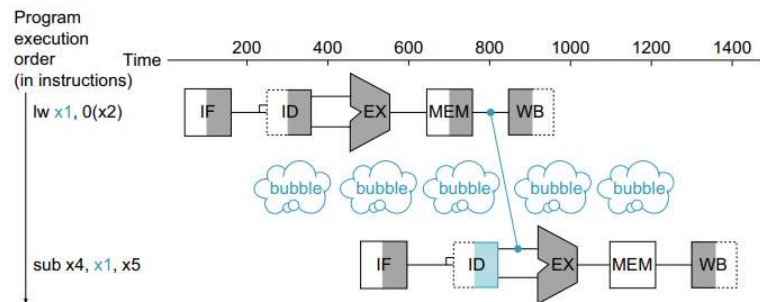 Program
execution
order
(in instructions)
Time
200 400 600 800 1000 1200 1400
lw x1, 0(x2)
IF ID EX MEM WB
bubble bubble bubble bubble bubble
sub x4, x1, x5
IF ID EX MEM WB